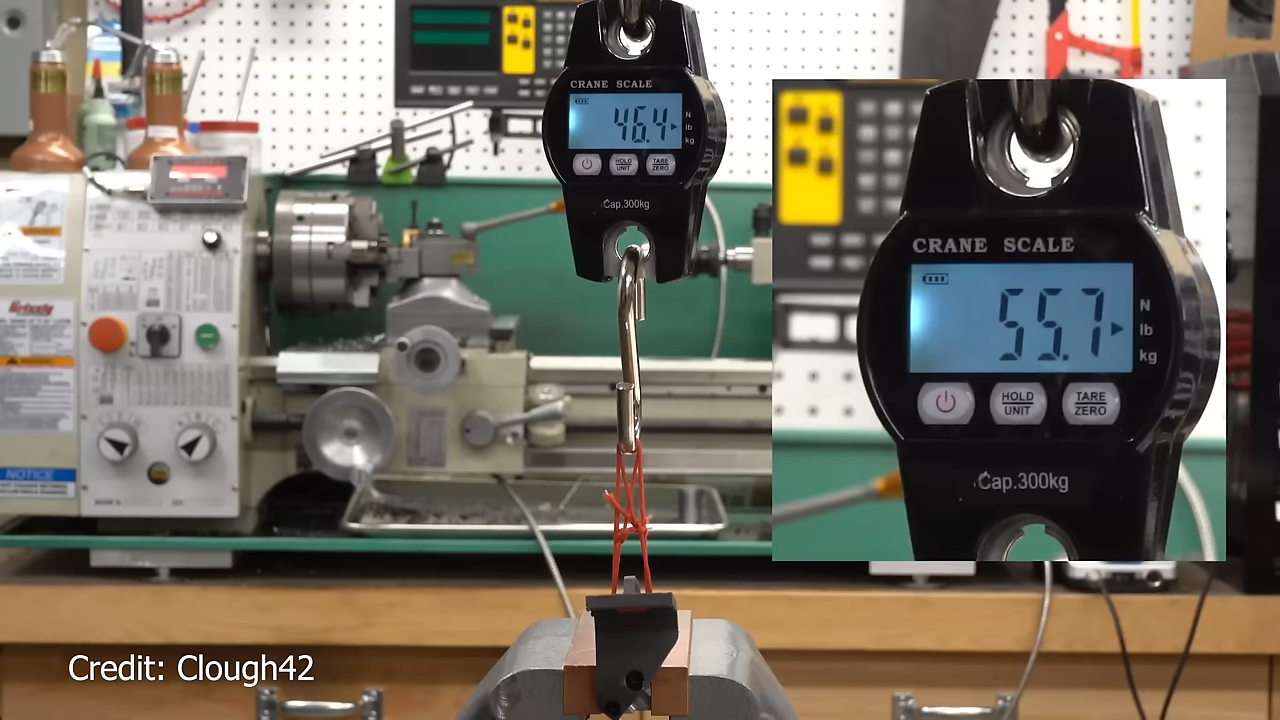 CRANE SCALE
46.4
N
lb
kg
HOLD
UNIT
TARE
ZERO
Cap.300kg
CRANE SCALE
55.7
N
lb
kg
HOLD
UNIT
TARE
ZERO
Cap.300kg
Grizzly
NOTICE
Credit: Clough42